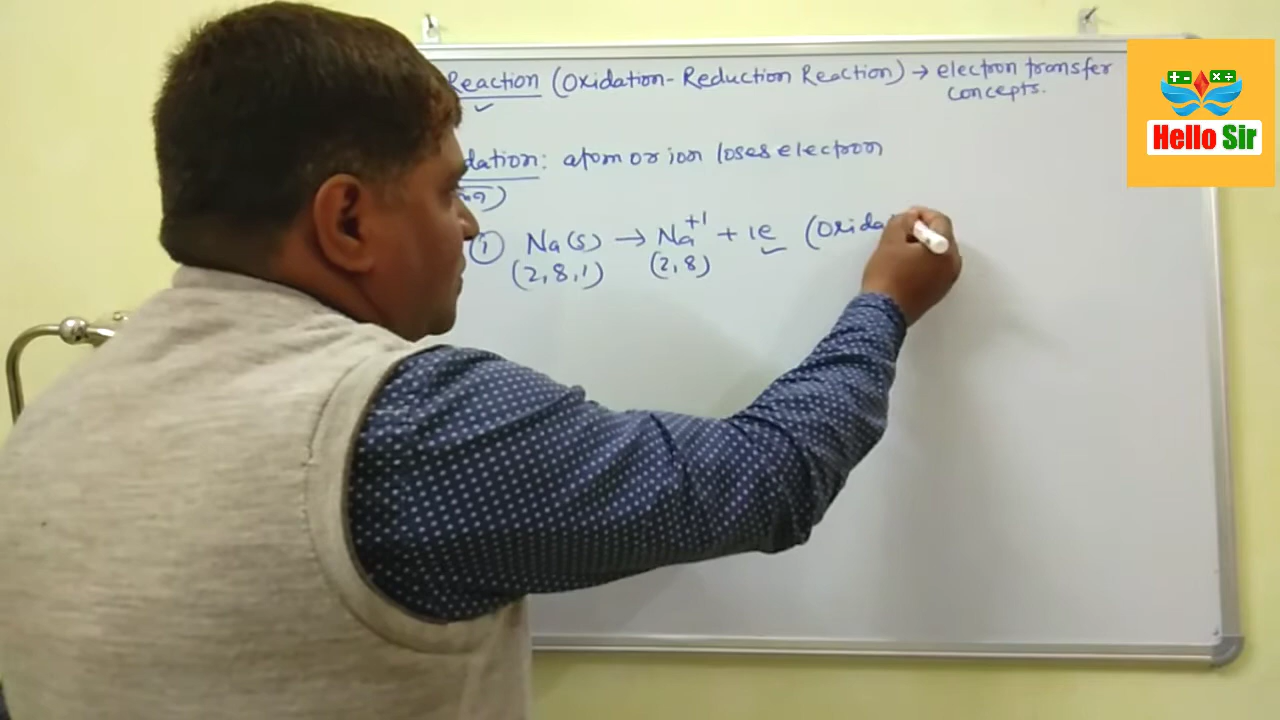 Reaction (Oxidation-Reduction Reaction) → electron transfer
concepts.
dation: atom or ion loses electron
① Na(s) → Na+1 + 1e (Oxida
(2,8,1) (2,8)
+ - × ÷
Hello Sir